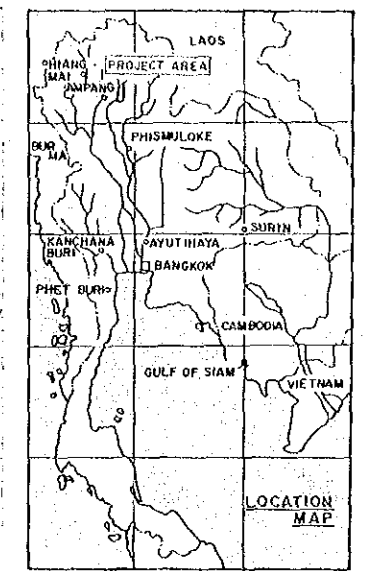 LAOS
HIANG
MAI
PROJECT AREA
AMPANG
PHISMULOKE
BUR
MA
SURIN
KANCHANA
BURI
AYUTIHAYA
BANGKOK
PHET BURI
CAMBODIA
GULF OF SIAM
VIETNAM
LOCATION
MAP